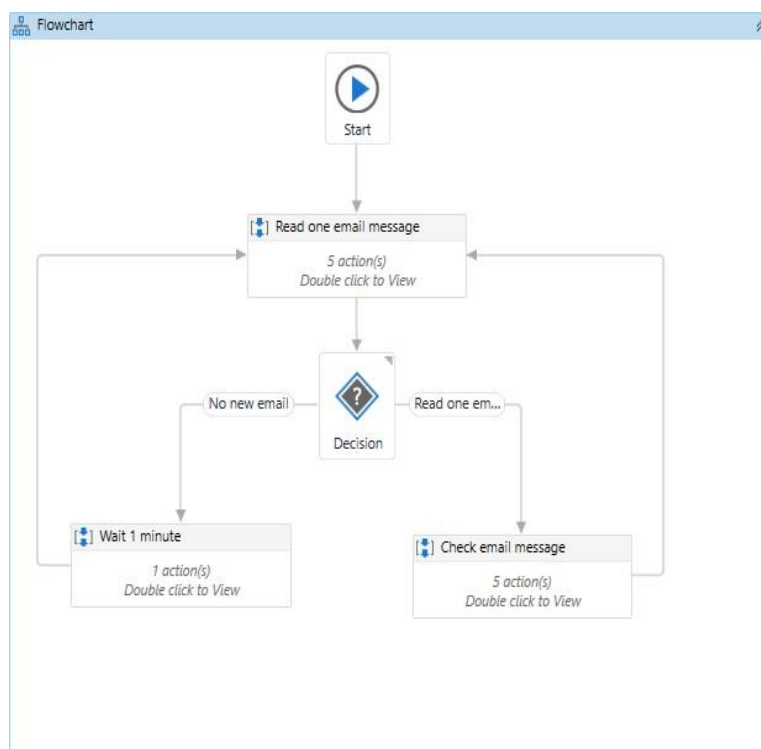 Flowchart
Start
Read one email message
5 action(s)
Double click to View
No new email
Read one em...
?
Decision
Wait 1 minute
1 action(s)
Double click to View
Check email message
5 action(s)
Double click to View